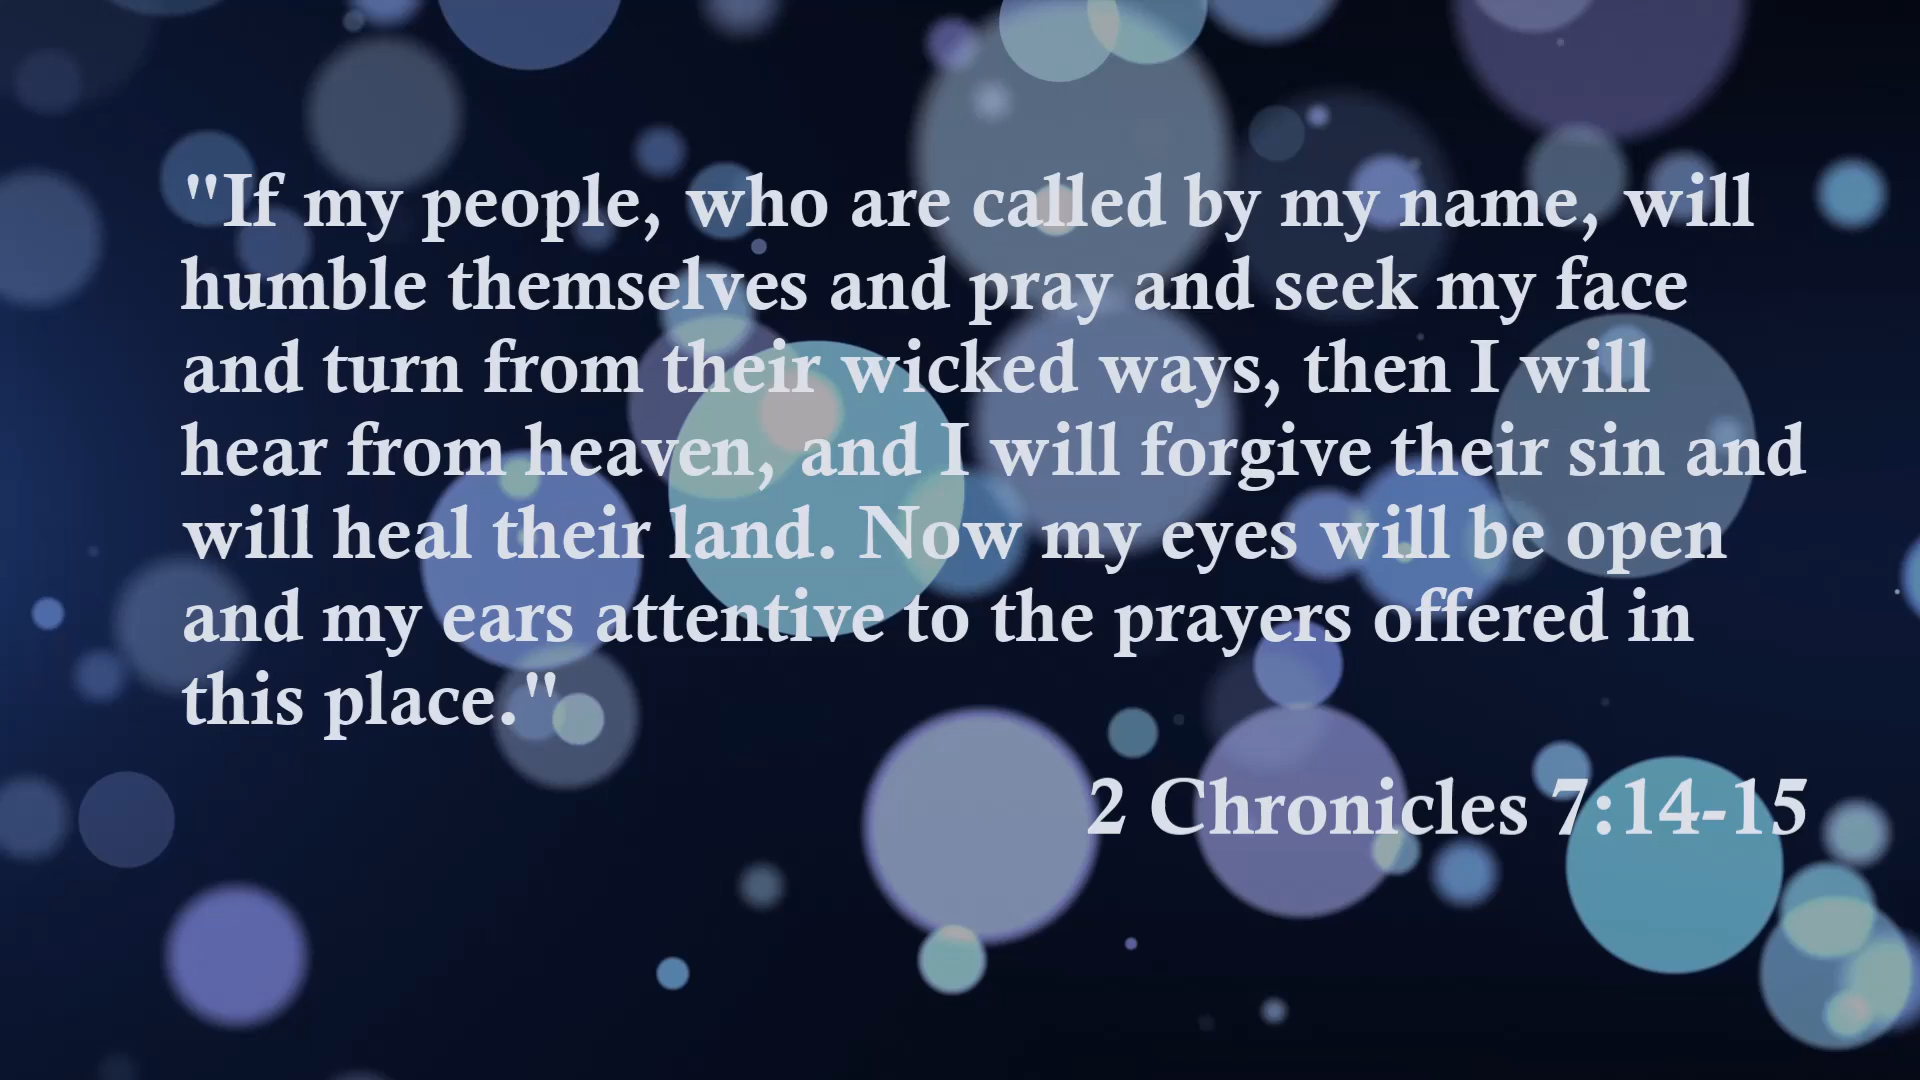 "If my people, who are called by my name, will
humble themselves and pray and seek my face
and turn from their wicked ways, then I will
hear from heaven, and I will forgive their sin and
will heal their land. Now my eyes will be open
and my ears attentive to the prayers offered in
this place."
2 Chronicles 7:14-15